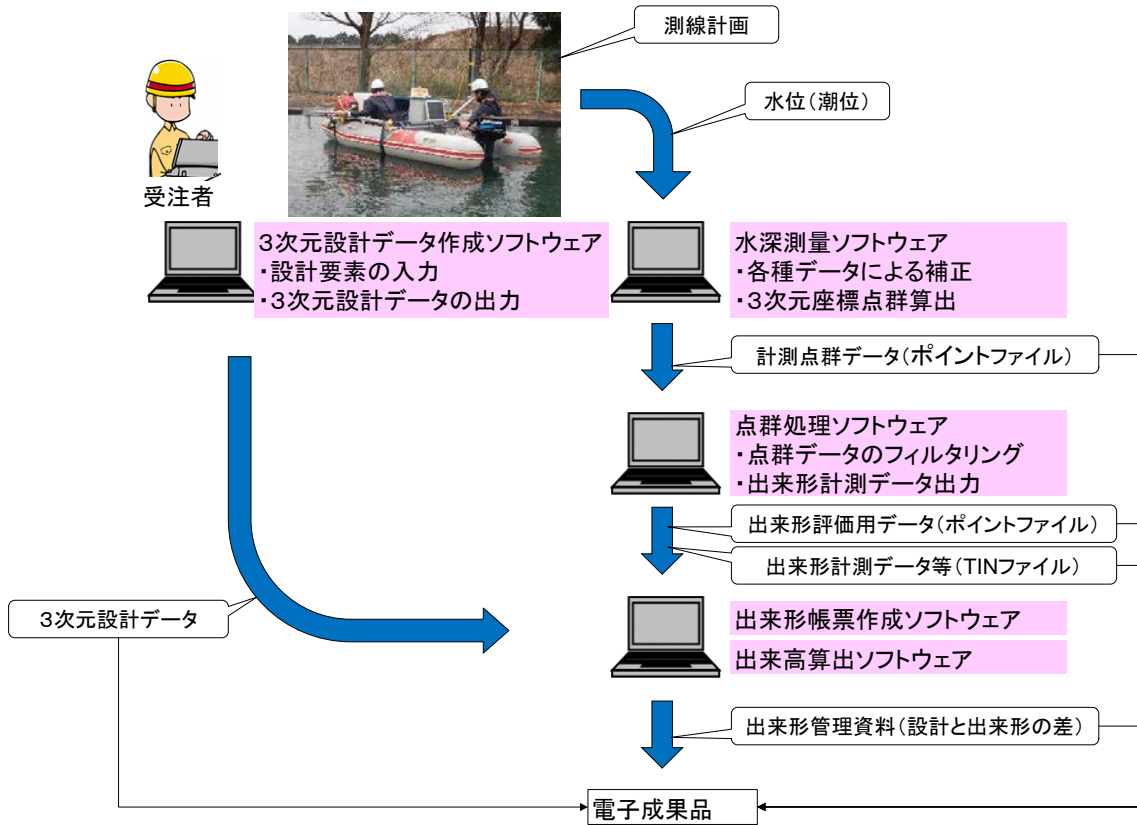 測線計画
水位(潮位)
受注者
３次元設計データ作成ソフトウェア
・設計要素の入力
・３次元設計データの出力
水深測量ソフトウェア
・各種データによる補正
・３次元座標点群算出
計測点群データ(ポイントファイル)
点群処理ソフトウェア
・点群データのフィルタリング
・出来形計測データ出力
出来形評価用データ(ポイントファイル)
出来形計測データ等(TINファイル)
３次元設計データ
出来形帳票作成ソフトウェア
出来高算出ソフトウェア
出来形管理資料(設計と出来形の差)
電子成果品